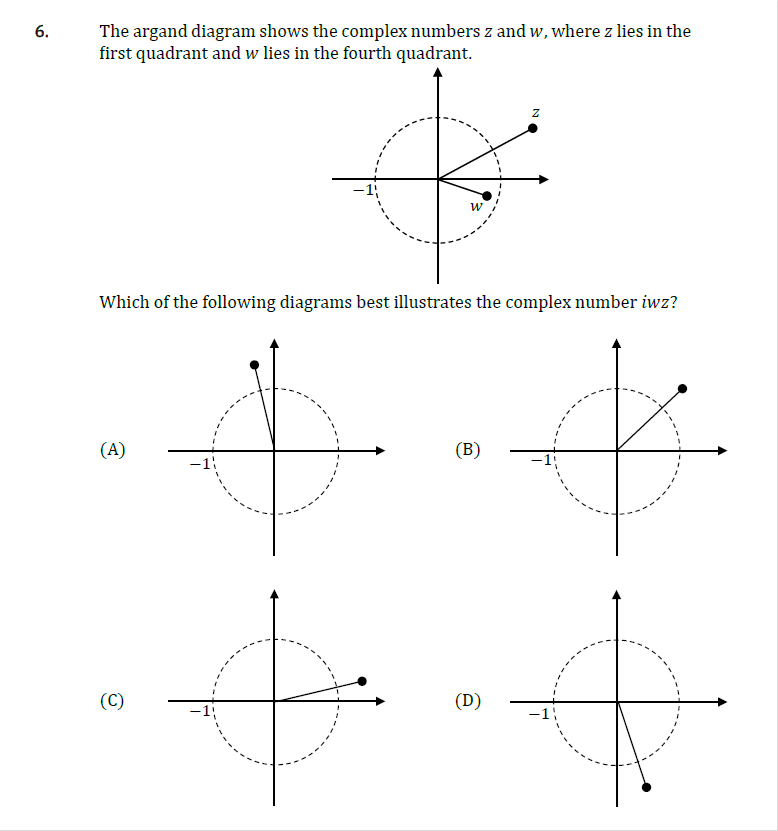 6. The argand diagram shows the complex numbers z and w, where z lies in the
first quadrant and w lies in the fourth quadrant.
z
−1
w
Which of the following diagrams best illustrates the complex number iwz?
(A) −1
(B) −1
(C) −1
(D) −1